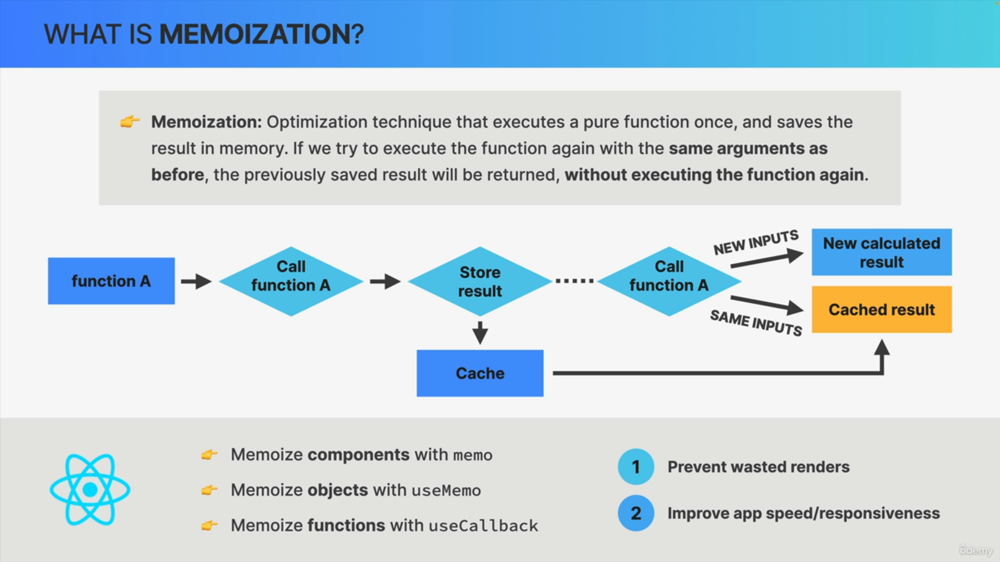 WHAT IS MEMOIZATION?
👉 Memoization: Optimization technique that executes a pure function once, and saves the
result in memory. If we try to execute the function again with the same arguments as
before, the previously saved result will be returned, without executing the function again.
function A
Call
function A
Store
result
Call
function A
NEW INPUTS
New calculated
result
SAME INPUTS
Cached result
Cache
👉 Memoize components with memo
👉 Memoize objects with useMemo
👉 Memoize functions with useCallback
1 Prevent wasted renders
2 Improve app speed/responsiveness
ûdemy